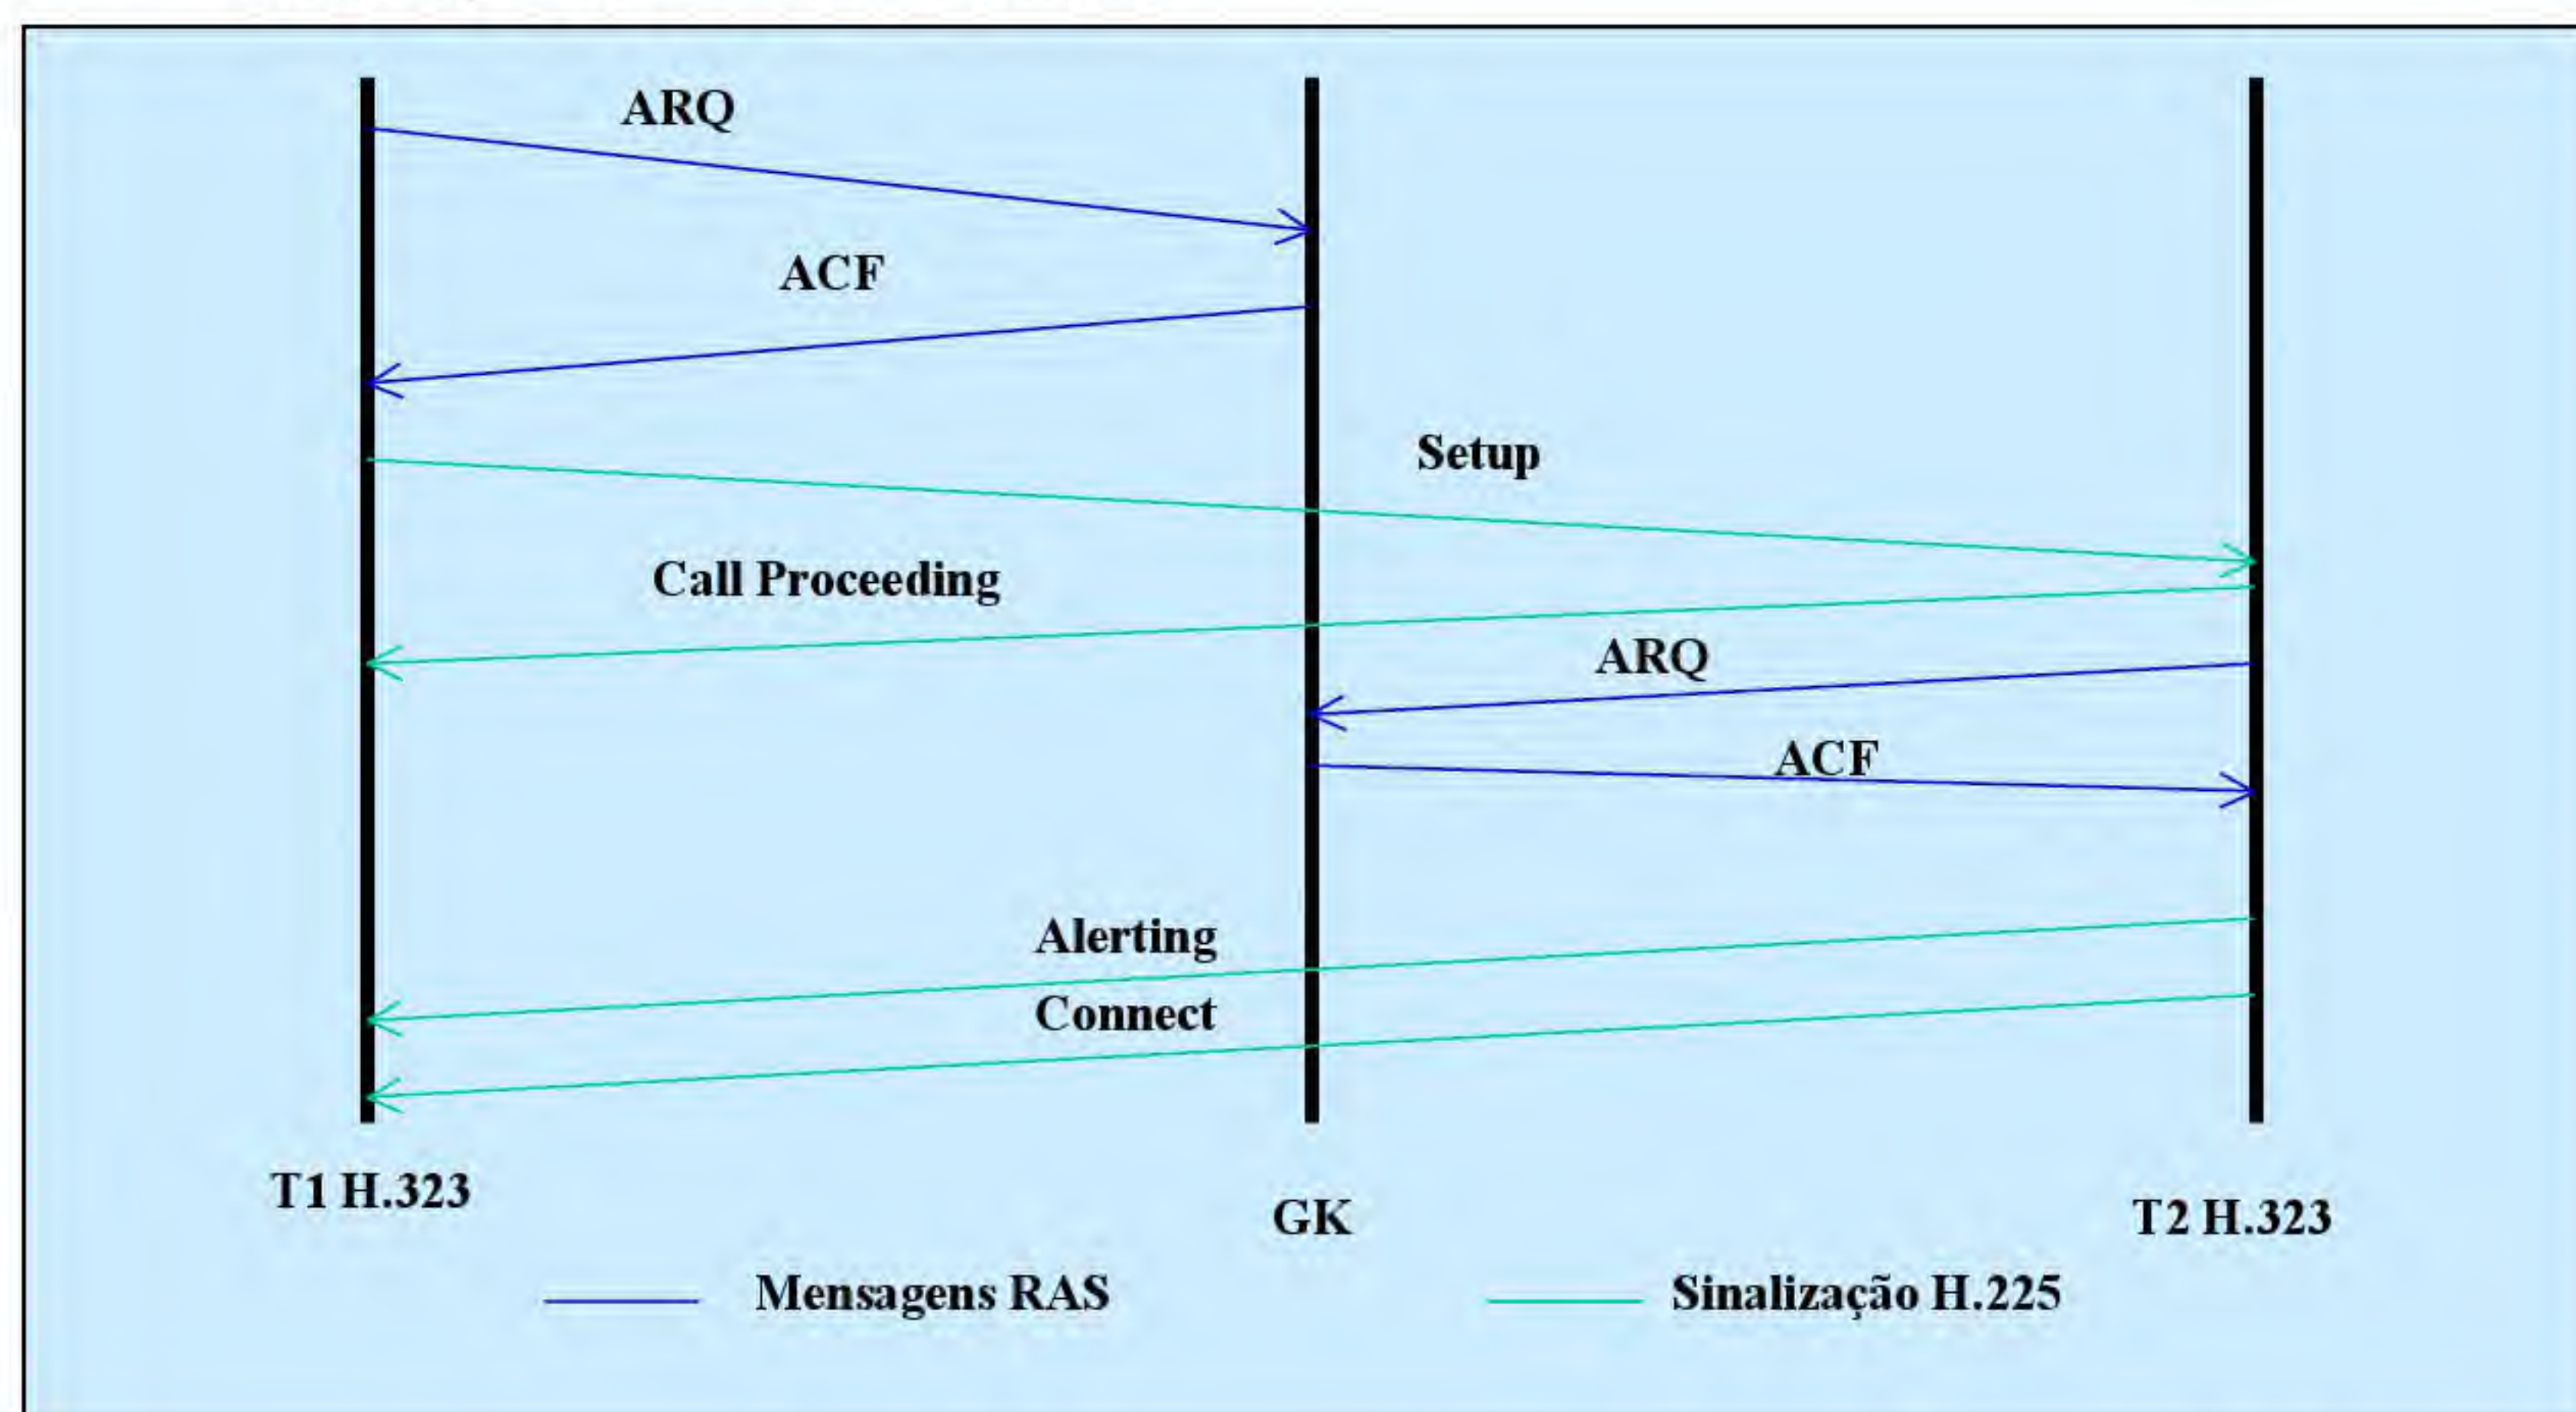 ARQ
ACF
Setup
Call Proceeding
ARQ
ACF
Alerting
Connect
T1 H.323
GK
T2 H.323
Mensagens RAS
Sinalização H.225